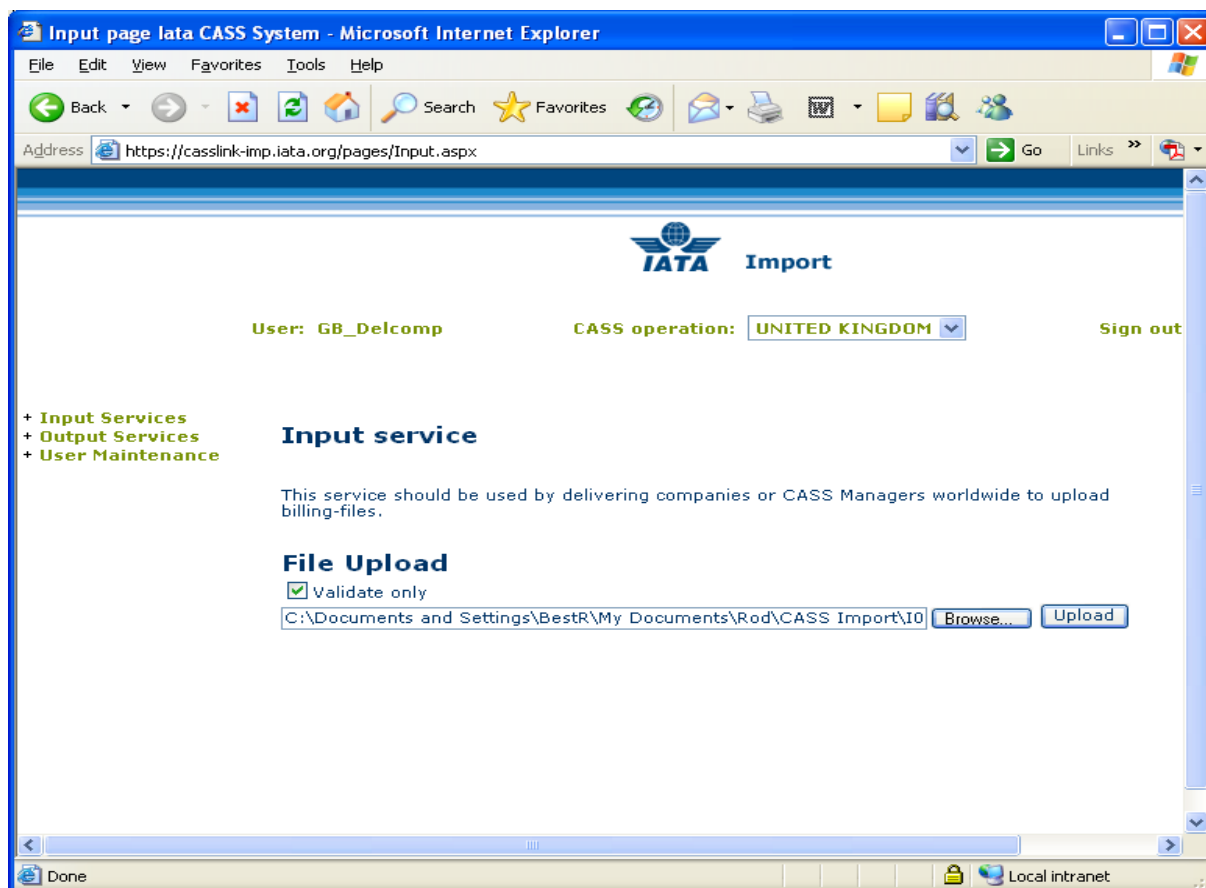 Input page Iata CASS System - Microsoft Internet Explorer
File Edit View Favorites Tools Help
Back Search Favorites
Address https://casslink-imp.iata.org/pages/Input.aspx Go Links »
IATA Import
User: GB_Delcomp CASS operation: UNITED KINGDOM Sign out
+ Input Services
+ Output Services
+ User Maintenance
Input service
This service should be used by delivering companies or CASS Managers worldwide to upload
billing-files.
File Upload
Validate only
C:\Documents and Settings\BestR\My Documents\Rod\CASS Import\I0 Browse... Upload
Done Local intranet